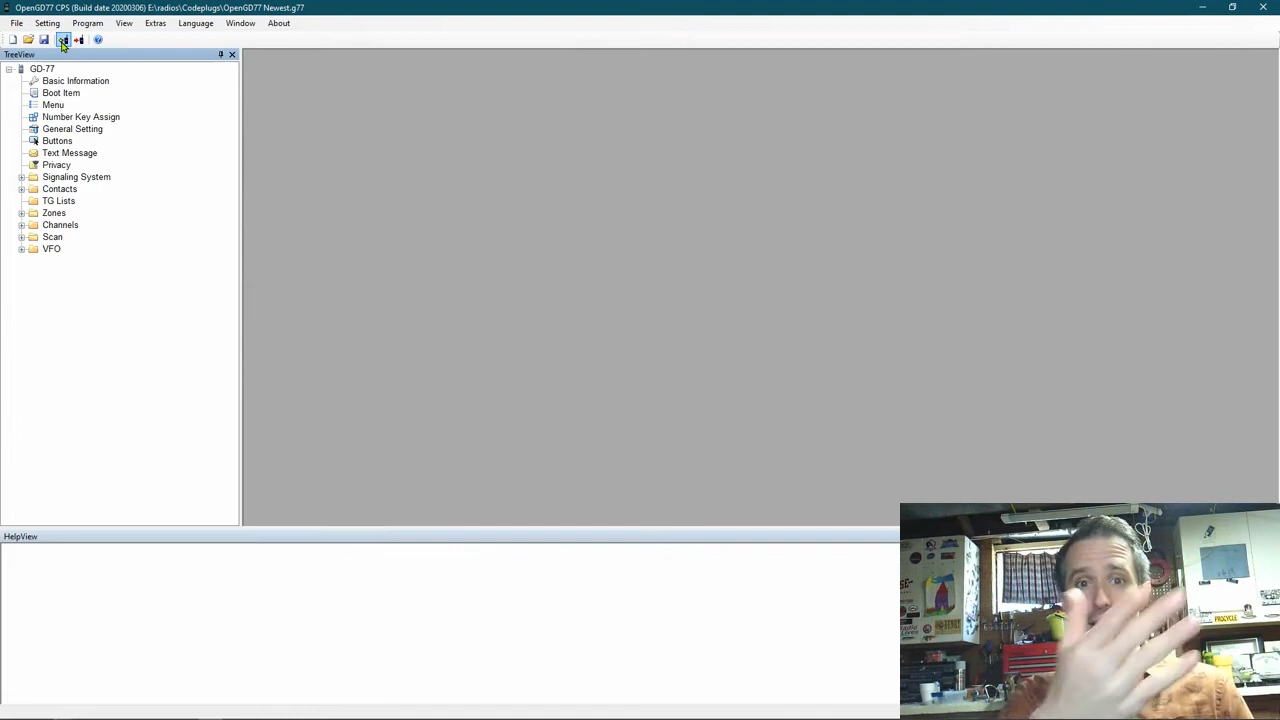 OpenGD77 CPS (Build date 20200306) E:\radios\Codeplugs\OpenGD77 Newest.g77
File Setting Program View Extras Language Window About
TreeView
GD-77
Basic Information
Boot Item
Menu
Number Key Assign
General Setting
Buttons
Text Message
Privacy
Signaling System
Contacts
TG Lists
Zones
Channels
Scan
VFO
HelpView
PROCYCLE